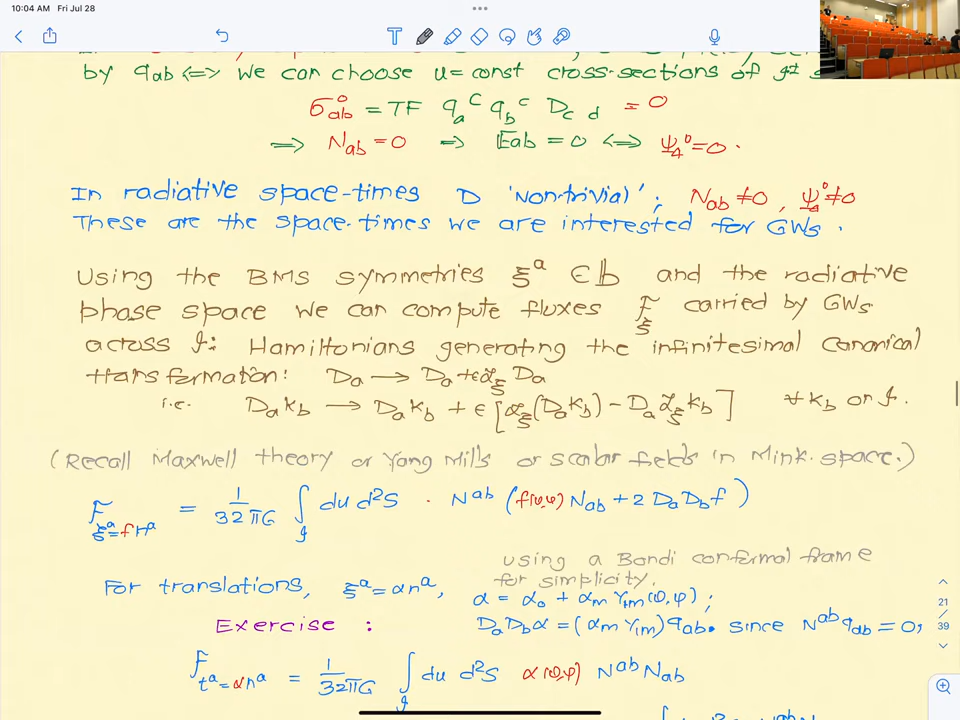 10:04 AM Fri Jul 28
by q_ab <=> we can choose u=const cross-sections of
σ°_ab = TF q_a^c q_b^c D_c d = 0
=> N_ab = 0 => E_ab = 0 <=> Ψ_4^0 = 0.
In radiative space-times D 'non-trivial'; N_ab ≠ 0, Ψ_4^0 ≠ 0
These are the space-times we are interested for GWs.
Using the BMS symmetries ξ^a ∈ b and the radiative
phase space we can compute fluxes F_ξ carried by GWs
across I: Hamiltonians generating the infinitesimal canonical
transformation: D_a → D_a + ε L_ξ D_a
i.e. D_a k_b → D_a k_b + ε [L_ξ (D_a k_b) − D_a L_ξ k_b] ∀ k_b on I.
(Recall Maxwell theory or Yang Mills or scalar fields in Mink. space.)
F_{ξ^a = f n^a} = 1/32πG ∫_I du d²S · N^ab (f(θ,φ) N_ab + 2 D_a D_b f)
using a Bondi conformal frame
for simplicity.
For translations, ξ^a = α n^a, α = α_0 + α_m Y_1m (θ,φ);
Exercise : D_a D_b α = (α_m Y_1m) q_ab. since N^ab q_ab = 0,
F_{t^a = α n^a} = 1/32πG ∫_I du d²S α(θ,φ) N^ab N_ab
21
/
39